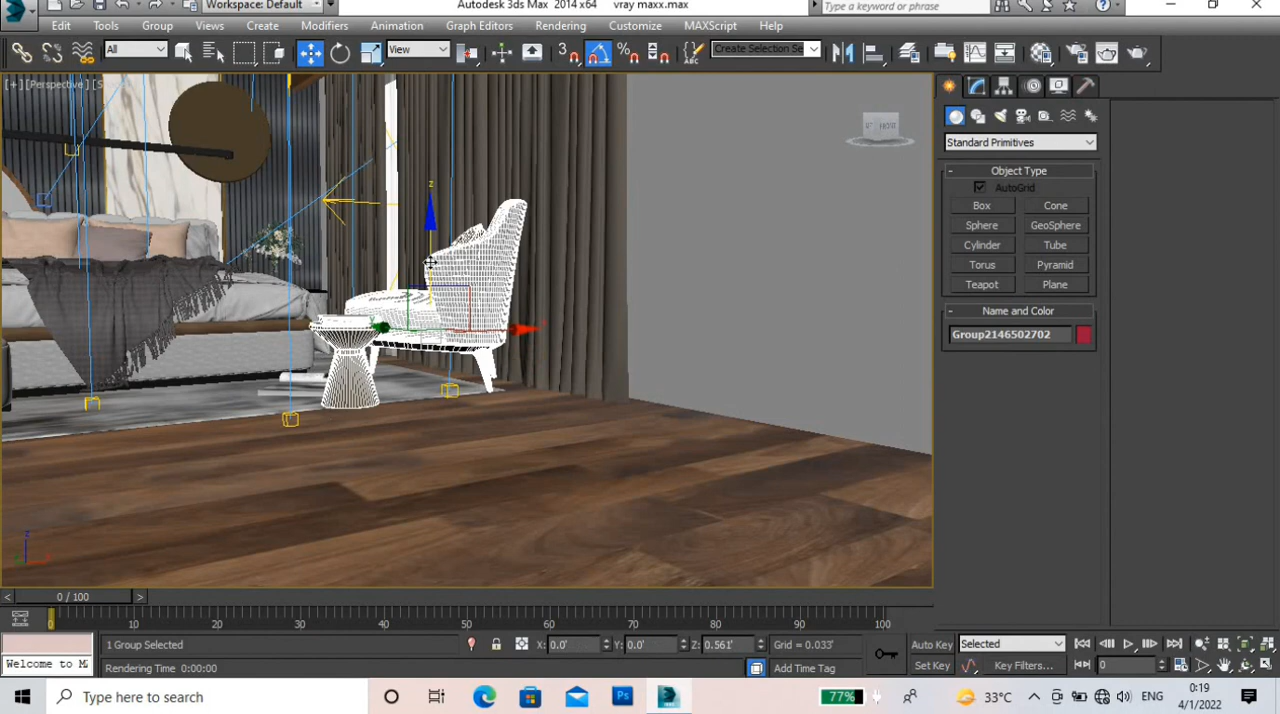 Workspace: Default
Autodesk 3ds Max 2014 x64 vray maxx.max
Type a keyword or phrase
Edit Tools Group Views Create Modifiers Animation Graph Editors Rendering Customize MAXScript Help
All
View
3
Create Selection Se
[+] [Perspective]
FRONT
Standard Primitives
- Object Type
AutoGrid
Box Cone
Sphere GeoSphere
Cylinder Tube
Torus Pyramid
Teapot Plane
- Name and Color
Group2146502702
z
x
z
< 0 / 100 >
0 10 20 30 40 50 60 70 80 90 100
1 Group Selected X: 0.0' Y: 0.0' Z: 0.561' Grid = 0.033' Auto Key Selected
Welcome to M
Rendering Time 0:00:00 Add Time Tag Set Key Key Filters... 0
Type here to search
Ps
77%
33°C
ENG
0:19
4/1/2022